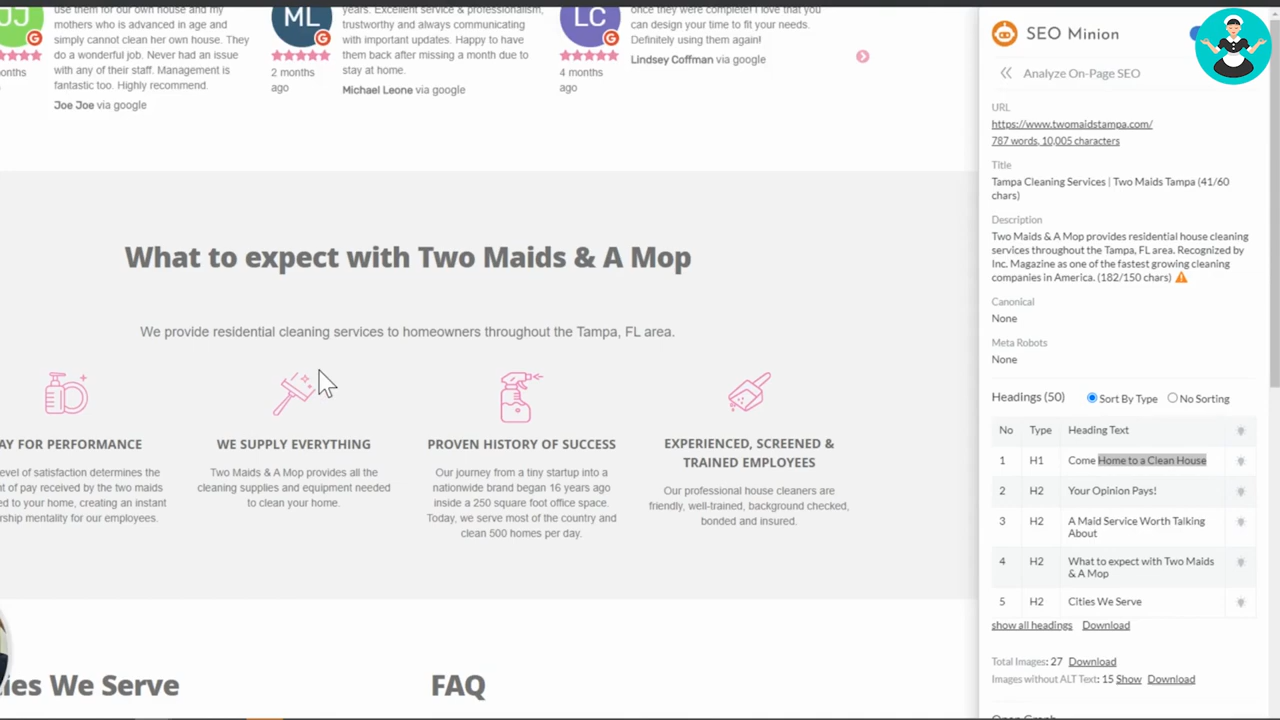 JJ
use them for our own house and my
mothers who is advanced in age and
simply cannot clean her own house. They
do a wonderful job. Never had an issue
with any of their staff. Management is
fantastic too. Highly recommend.
Joe Joe via google
onths
ML
G
2 months
ago
years. Excellent service & professionalism,
trustworthy and always communicating
with important updates. Happy to have
them back after missing a month due to
stay at home.
Michael Leone via google
LC
G
4 months
ago
once they were complete! I love that you
can design your time to fit your needs.
Definitely using them again!
Lindsey Coffman via google
What to expect with Two Maids & A Mop
We provide residential cleaning services to homeowners throughout the Tampa, FL area.
AY FOR PERFORMANCE
evel of satisfaction determines the
nt of pay received by the two maids
ed to your home, creating an instant
rship mentality for our employees.
WE SUPPLY EVERYTHING
Two Maids & A Mop provides all the
cleaning supplies and equipment needed
to clean your home.
PROVEN HISTORY OF SUCCESS
Our journey from a tiny startup into a
nationwide brand began 16 years ago
inside a 250 square foot office space.
Today, we serve most of the country and
clean 500 homes per day.
EXPERIENCED, SCREENED &
TRAINED EMPLOYEES
Our professional house cleaners are
friendly, well-trained, background checked,
bonded and insured.
ies We Serve
FAQ
SEO Minion
Analyze On-Page SEO
URL
https://www.twomaidstampa.com/
787 words, 10,005 characters
Title
Tampa Cleaning Services | Two Maids Tampa (41/60
chars)
Description
Two Maids & A Mop provides residential house cleaning
services throughout the Tampa, FL area. Recognized by
Inc. Magazine as one of the fastest growing cleaning
companies in America. (182/150 chars)
Canonical
None
Meta Robots
None
Headings (50) Sort By Type No Sorting
No Type Heading Text
1 H1 Come Home to a Clean House
2 H2 Your Opinion Pays!
3 H2 A Maid Service Worth Talking
About
4 H2 What to expect with Two Maids
& A Mop
5 H2 Cities We Serve
show all headings Download
Total Images: 27 Download
Images without ALT Text: 15 Show Download
Open Graph